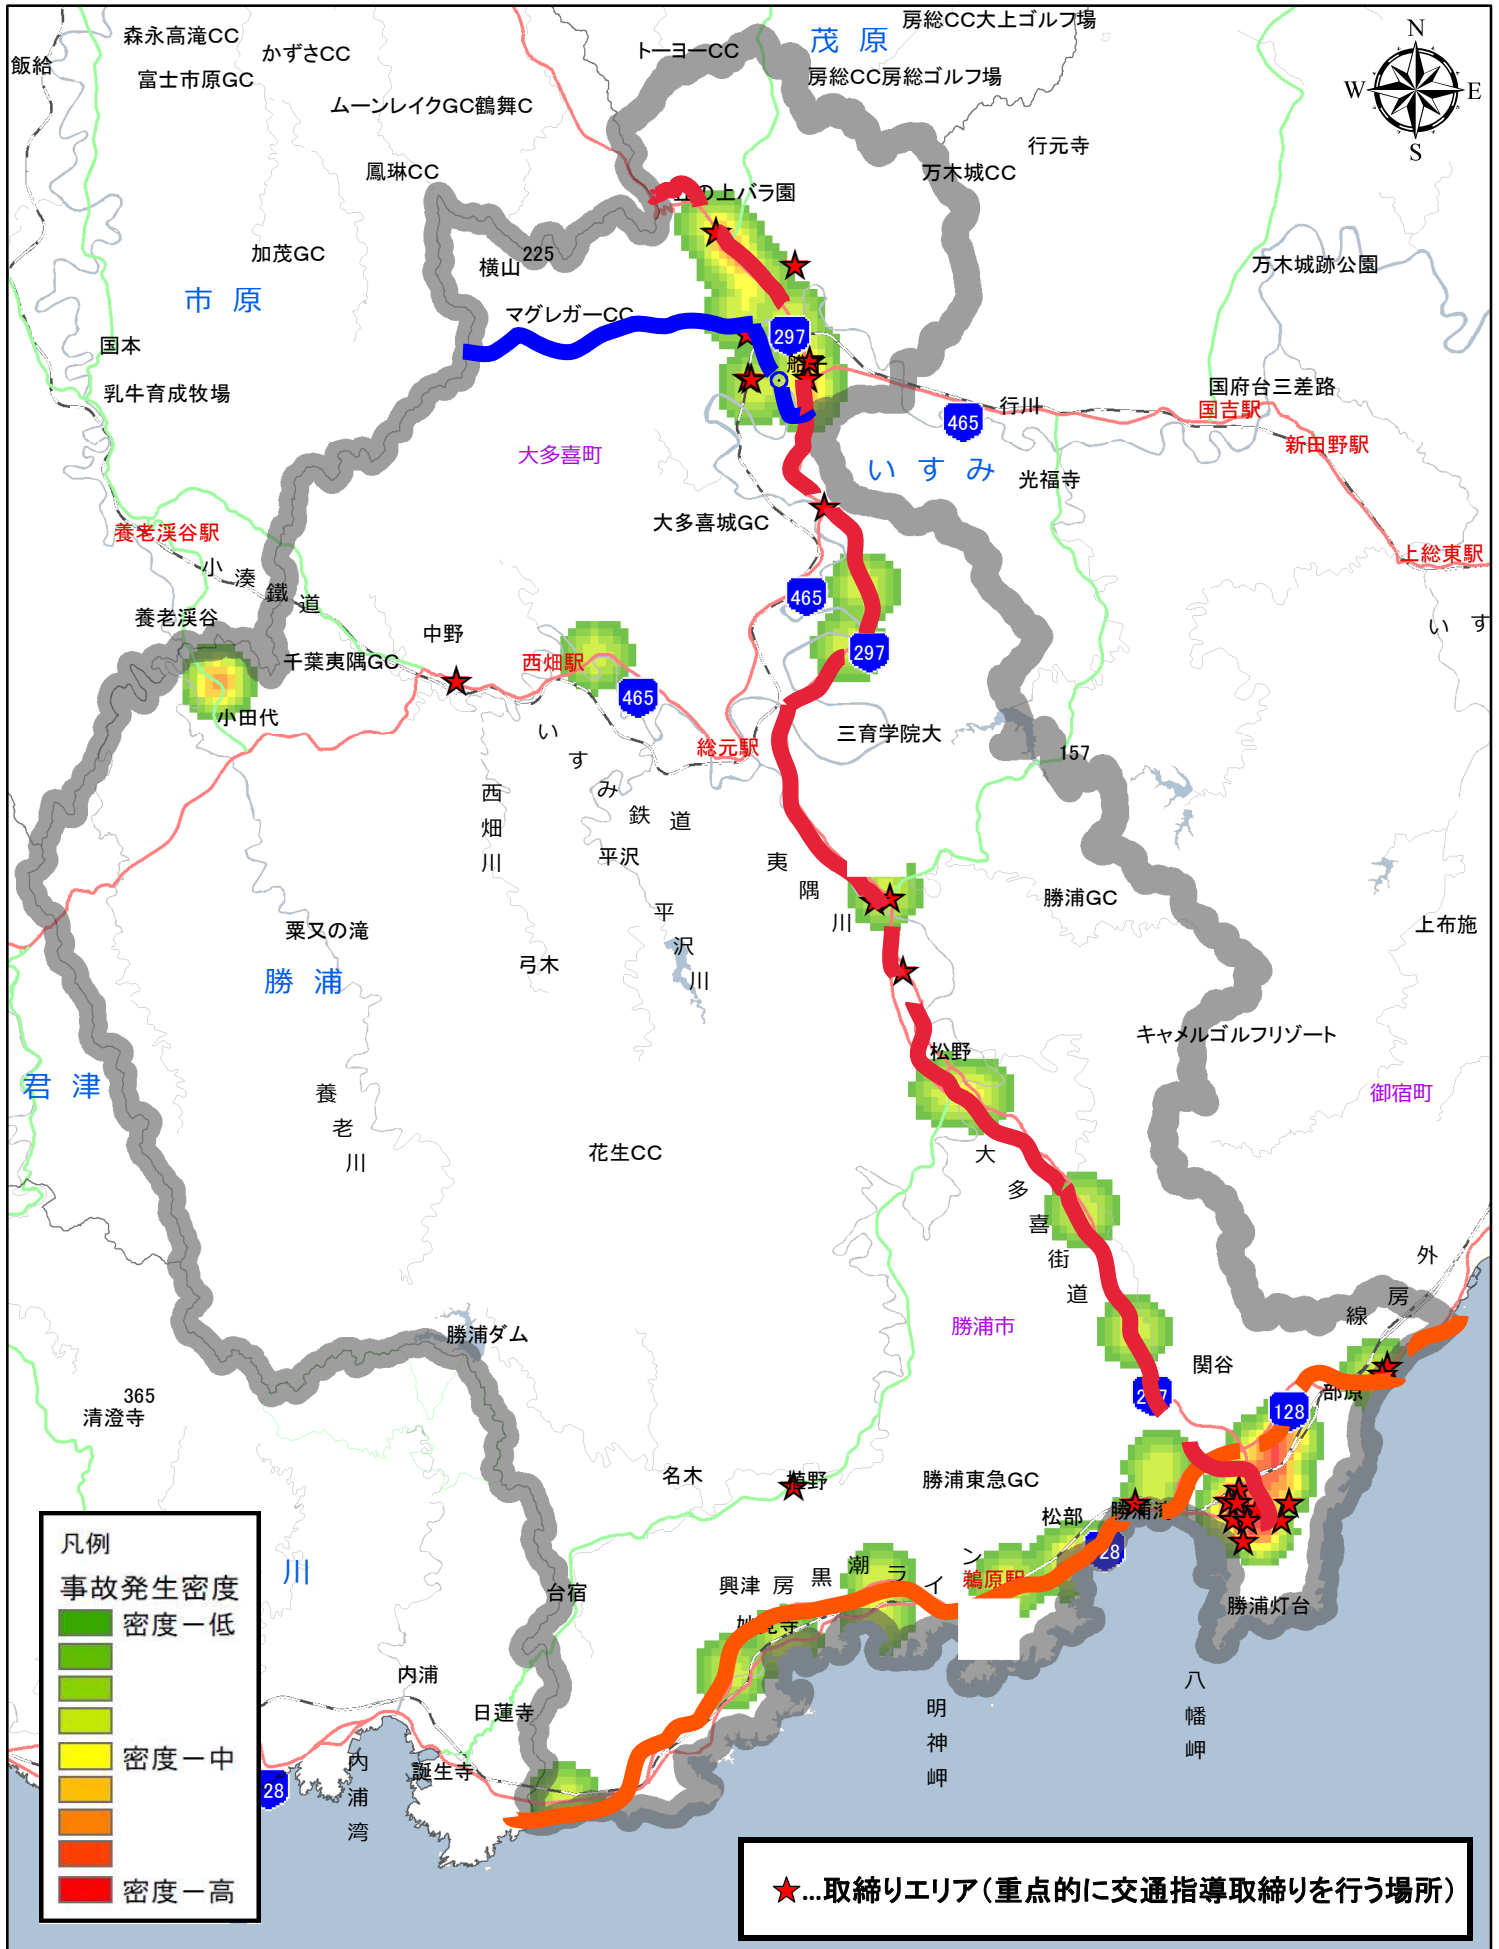 森永高滝CC
かずさCC
トーヨーCC
茂原
房総CC大上ゴルフ場
飯給
富士市原GC
房総CC房総ゴルフ場
ムーンレイクGC鶴舞C
N
W
E
S
行元寺
鳳琳CC
万木城CC
の上バラ園
加茂GC
225
横山
万木城跡公園
市原
マグレガーCC
297
国本
乳牛育成牧場
国府台三差路
行川
国吉駅
465
新田野駅
大多喜町
いすみ
光福寺
大多喜城GC
養老渓谷駅
上総東駅
小湊鐵道
465
養老渓谷
中野
いす
千葉夷隅GC
西畑駅
297
465
小田代
いすみ鉄道
総元駅
三育学院大
157
西畑川
平沢
夷隅川
勝浦GC
平沢川
粟又の滝
上布施
勝浦
弓木
キャメルゴルフリゾート
松野
君津
御宿町
養老川
花生CC
大多喜街道
外房線
勝浦市
勝浦ダム
関谷
365
清澄寺
部原
128
名木
野
勝浦東急GC
松部
川
興津
房黒潮ライン
鵜原駅
28
台宿
勝浦灯台
内浦
日蓮寺
明神岬
八幡岬
誕生寺
28
内浦湾
凡例
事故発生密度
密度－低
密度－中
密度－高
★...取締りエリア（重点的に交通指導取締りを行う場所）